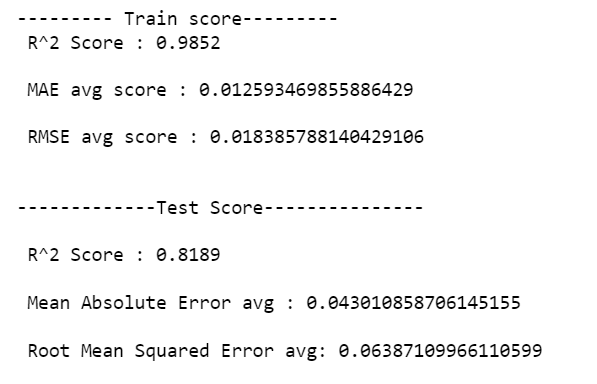 --------- Train score---------
R^2 Score : 0.9852
MAE avg score : 0.012593469855886429
RMSE avg score : 0.018385788140429106
-------------Test Score---------------
R^2 Score : 0.8189
Mean Absolute Error avg : 0.043010858706145155
Root Mean Squared Error avg: 0.06387109966110599